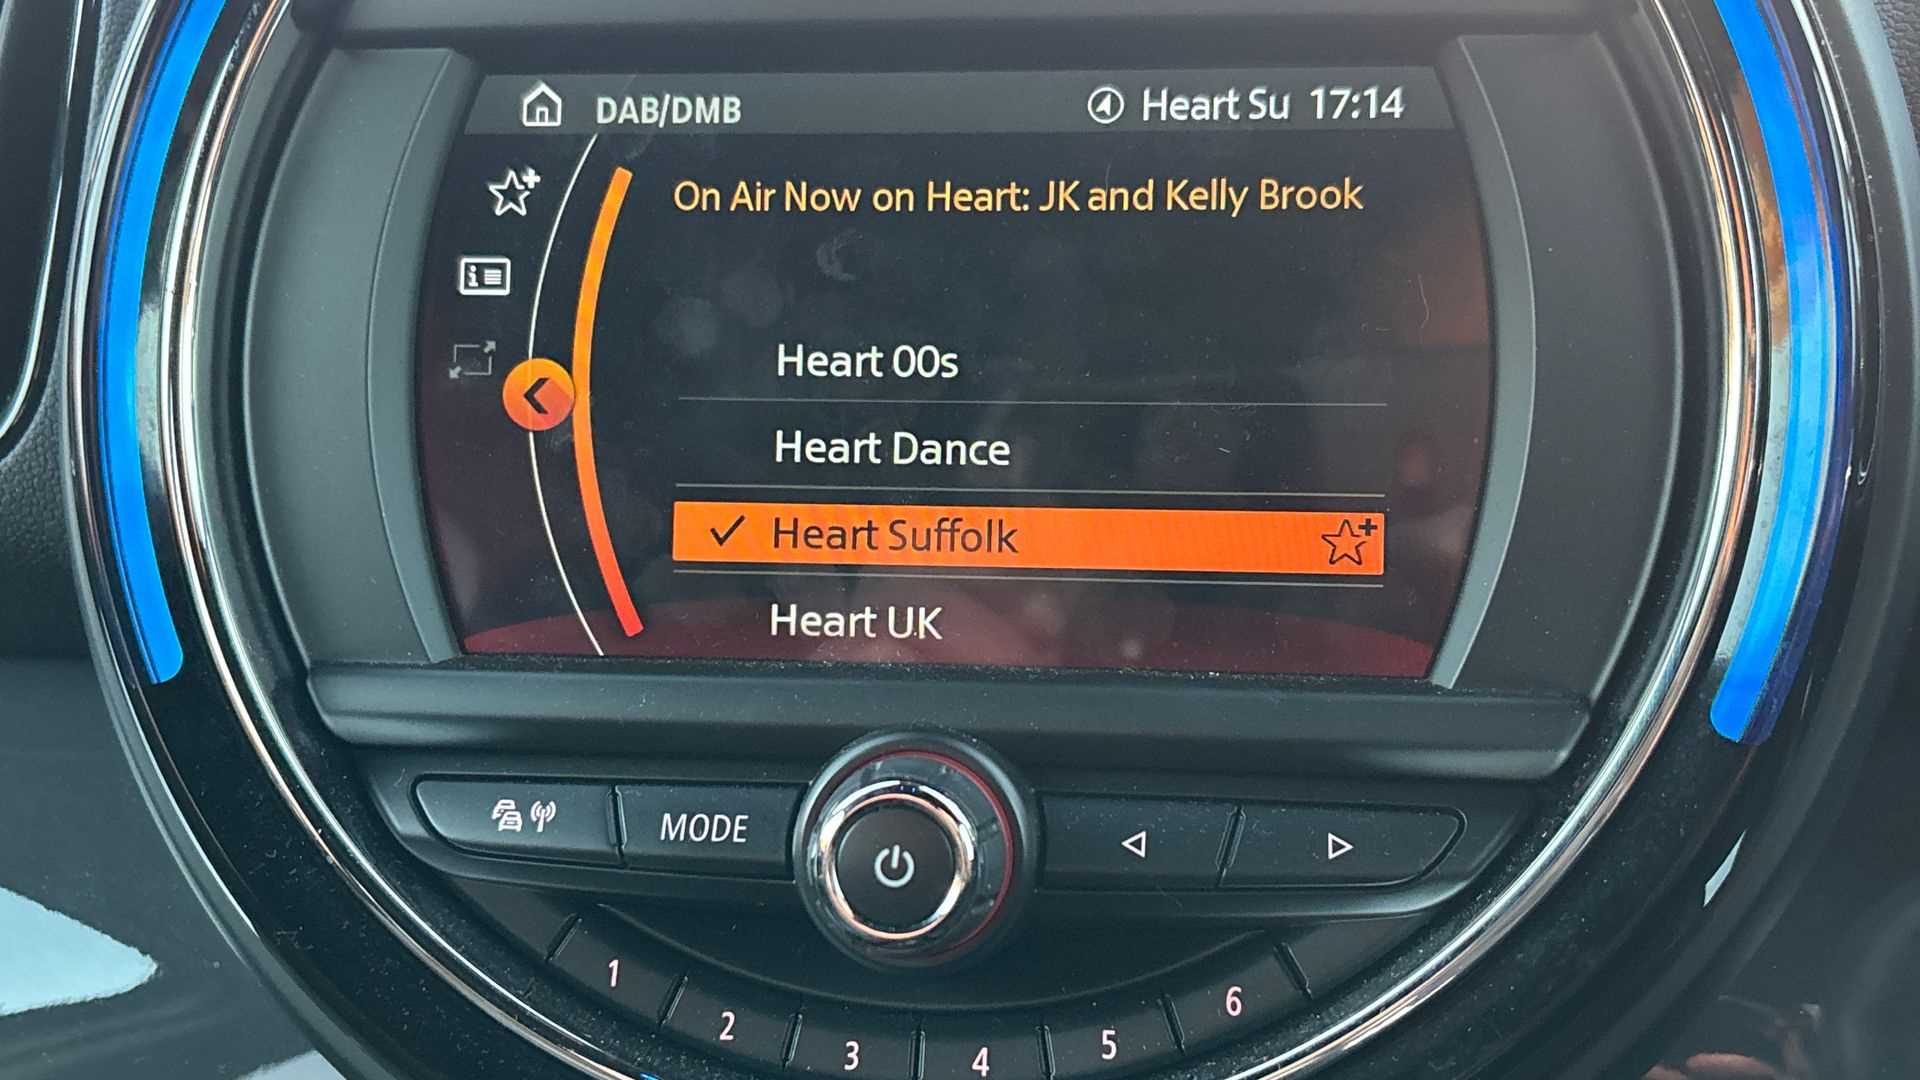 DAB/DMB Heart Su 17:14
On Air Now on Heart: JK and Kelly Brook
Heart 00s
Heart Dance
Heart Suffolk
Heart UK
MODE
1 2 3 4 5 6